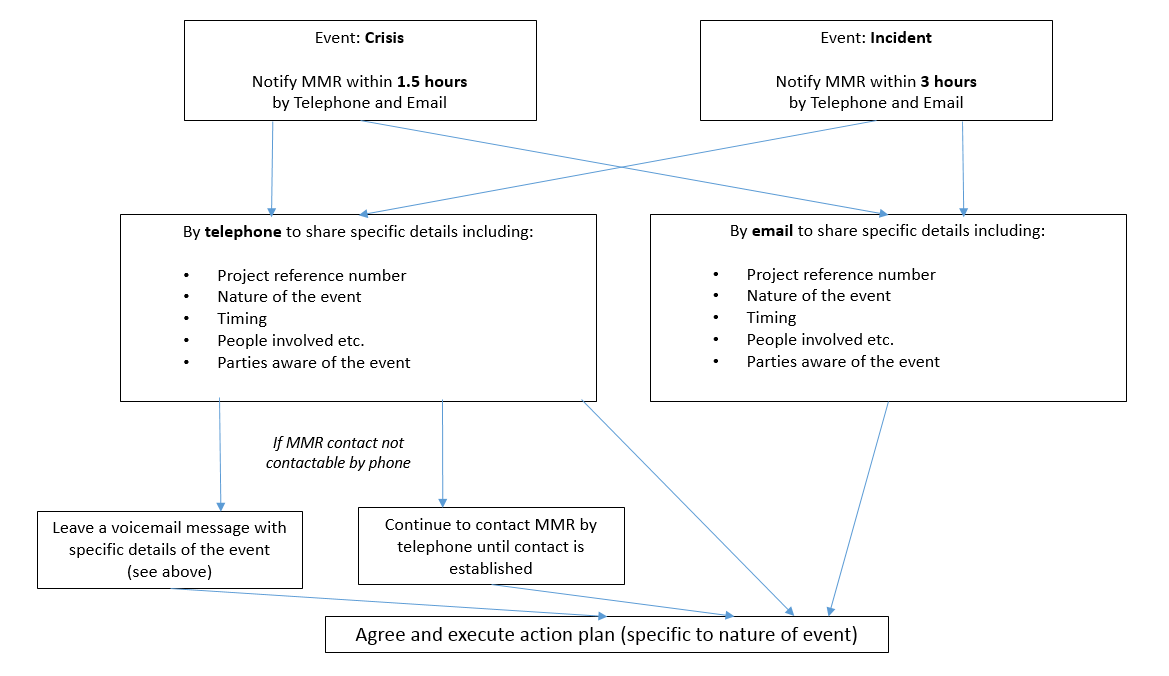 Event: Crisis
Notify MMR within 1.5 hours
by Telephone and Email
Event: Incident
Notify MMR within 3 hours
by Telephone and Email
By telephone to share specific details including:
• Project reference number
• Nature of the event
• Timing
• People involved etc.
• Parties aware of the event
By email to share specific details including:
• Project reference number
• Nature of the event
• Timing
• People involved etc.
• Parties aware of the event
If MMR contact not
contactable by phone
Leave a voicemail message with
specific details of the event
(see above)
Continue to contact MMR by
telephone until contact is
established
Agree and execute action plan (specific to nature of event)